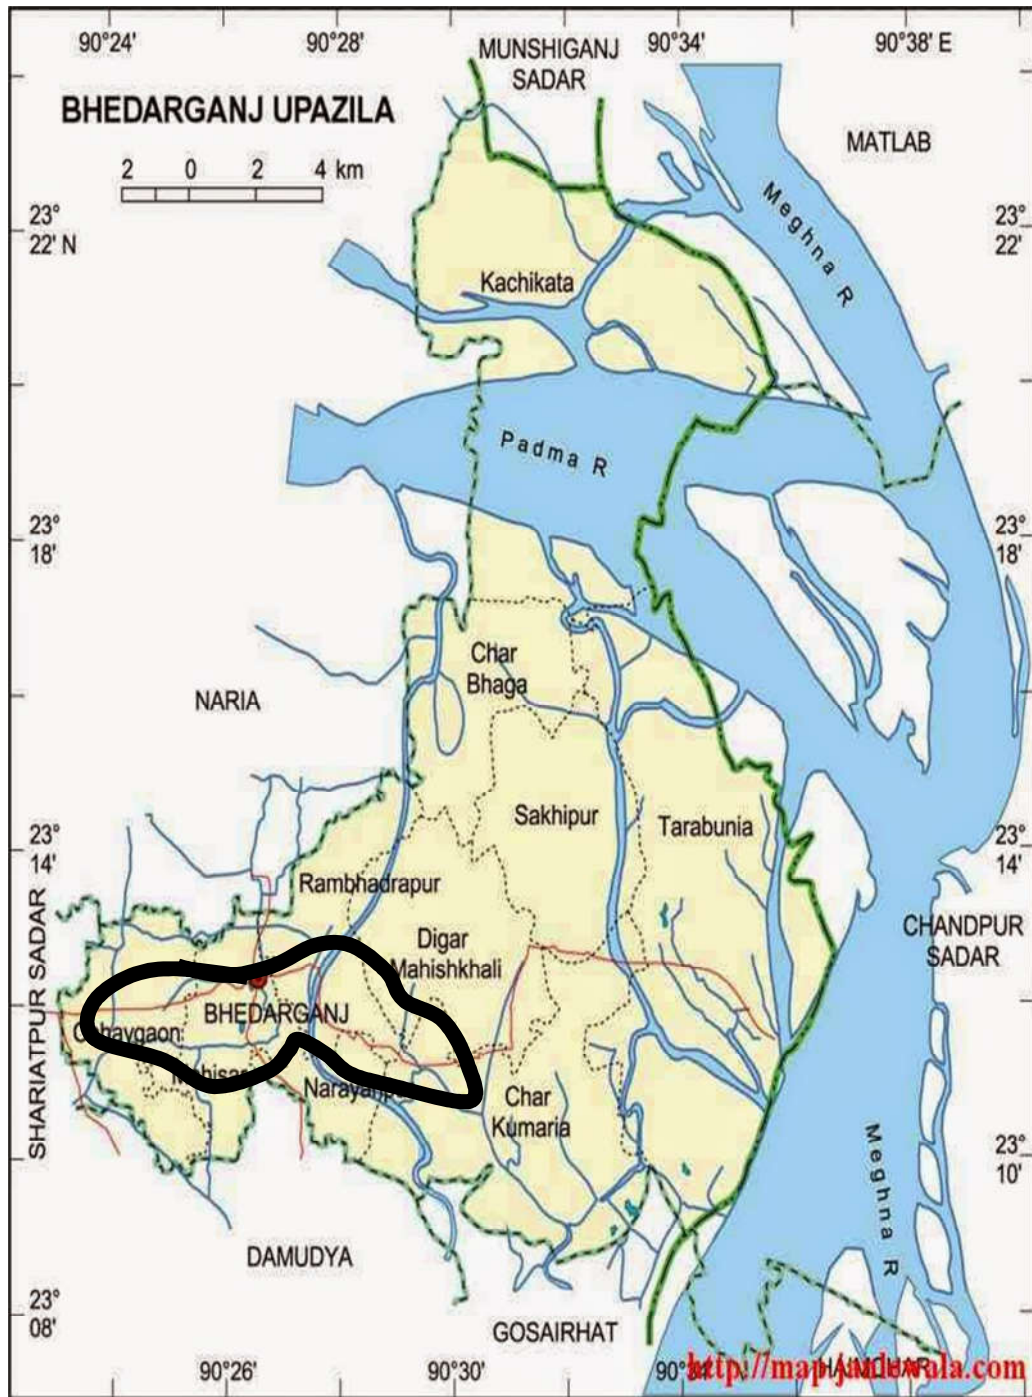 90°24'
90°28'
90°34'
90°38' E
MUNSHIGANJ
SADAR
BHEDARGANJ UPAZILA
MATLAB
2 0 2 4 km
Meghna R
23°
22' N
23°
22'
Kachikata
Padma R
23°
18'
23°
18'
Char
Bhaga
NARIA
Sakhipur
Tarabunia
23°
14'
23°
14'
Rambhadrapur
SHARIATPUR SADAR
Digar
Mahishkhali
CHANDPUR
SADAR
BHEDARGANJ
Char
Kumaria
23°
10'
Meghna R
DAMUDYA
23°
08'
GOSAIRHAT
90°26'
90°30'